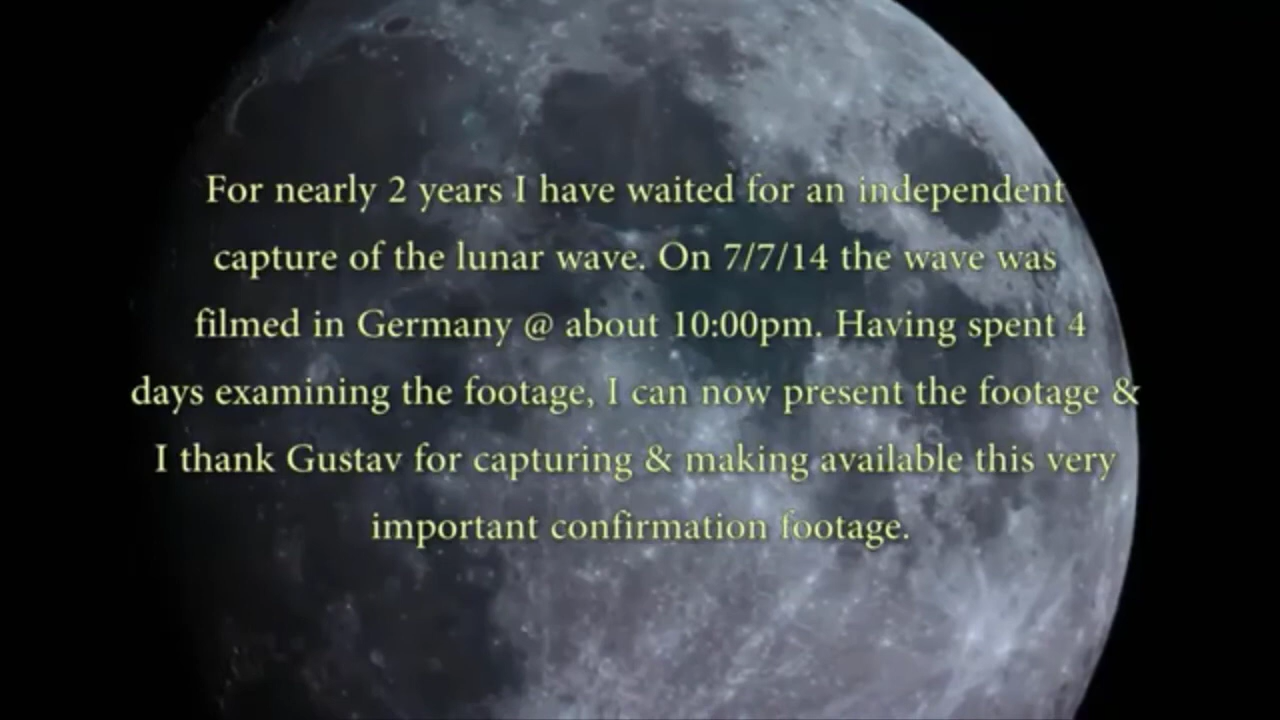 For nearly 2 years I have waited for an independent
capture of the lunar wave. On 7/7/14 the wave was
filmed in Germany @ about 10:00pm. Having spent 4
days examining the footage, I can now present the footage &
I thank Gustav for capturing & making available this very
important confirmation footage.